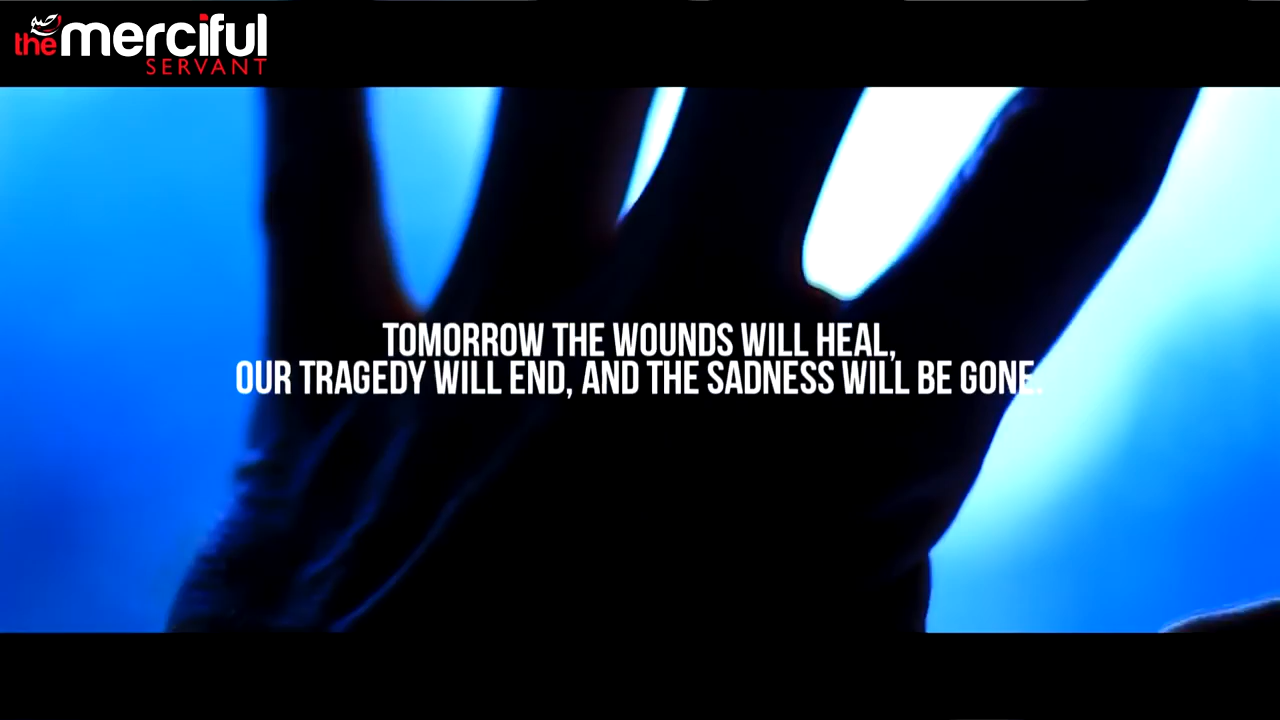 the merciful
SERVANT
TOMORROW THE WOUNDS WILL HEAL,
OUR TRAGEDY WILL END, AND THE SADNESS WILL BE GONE.